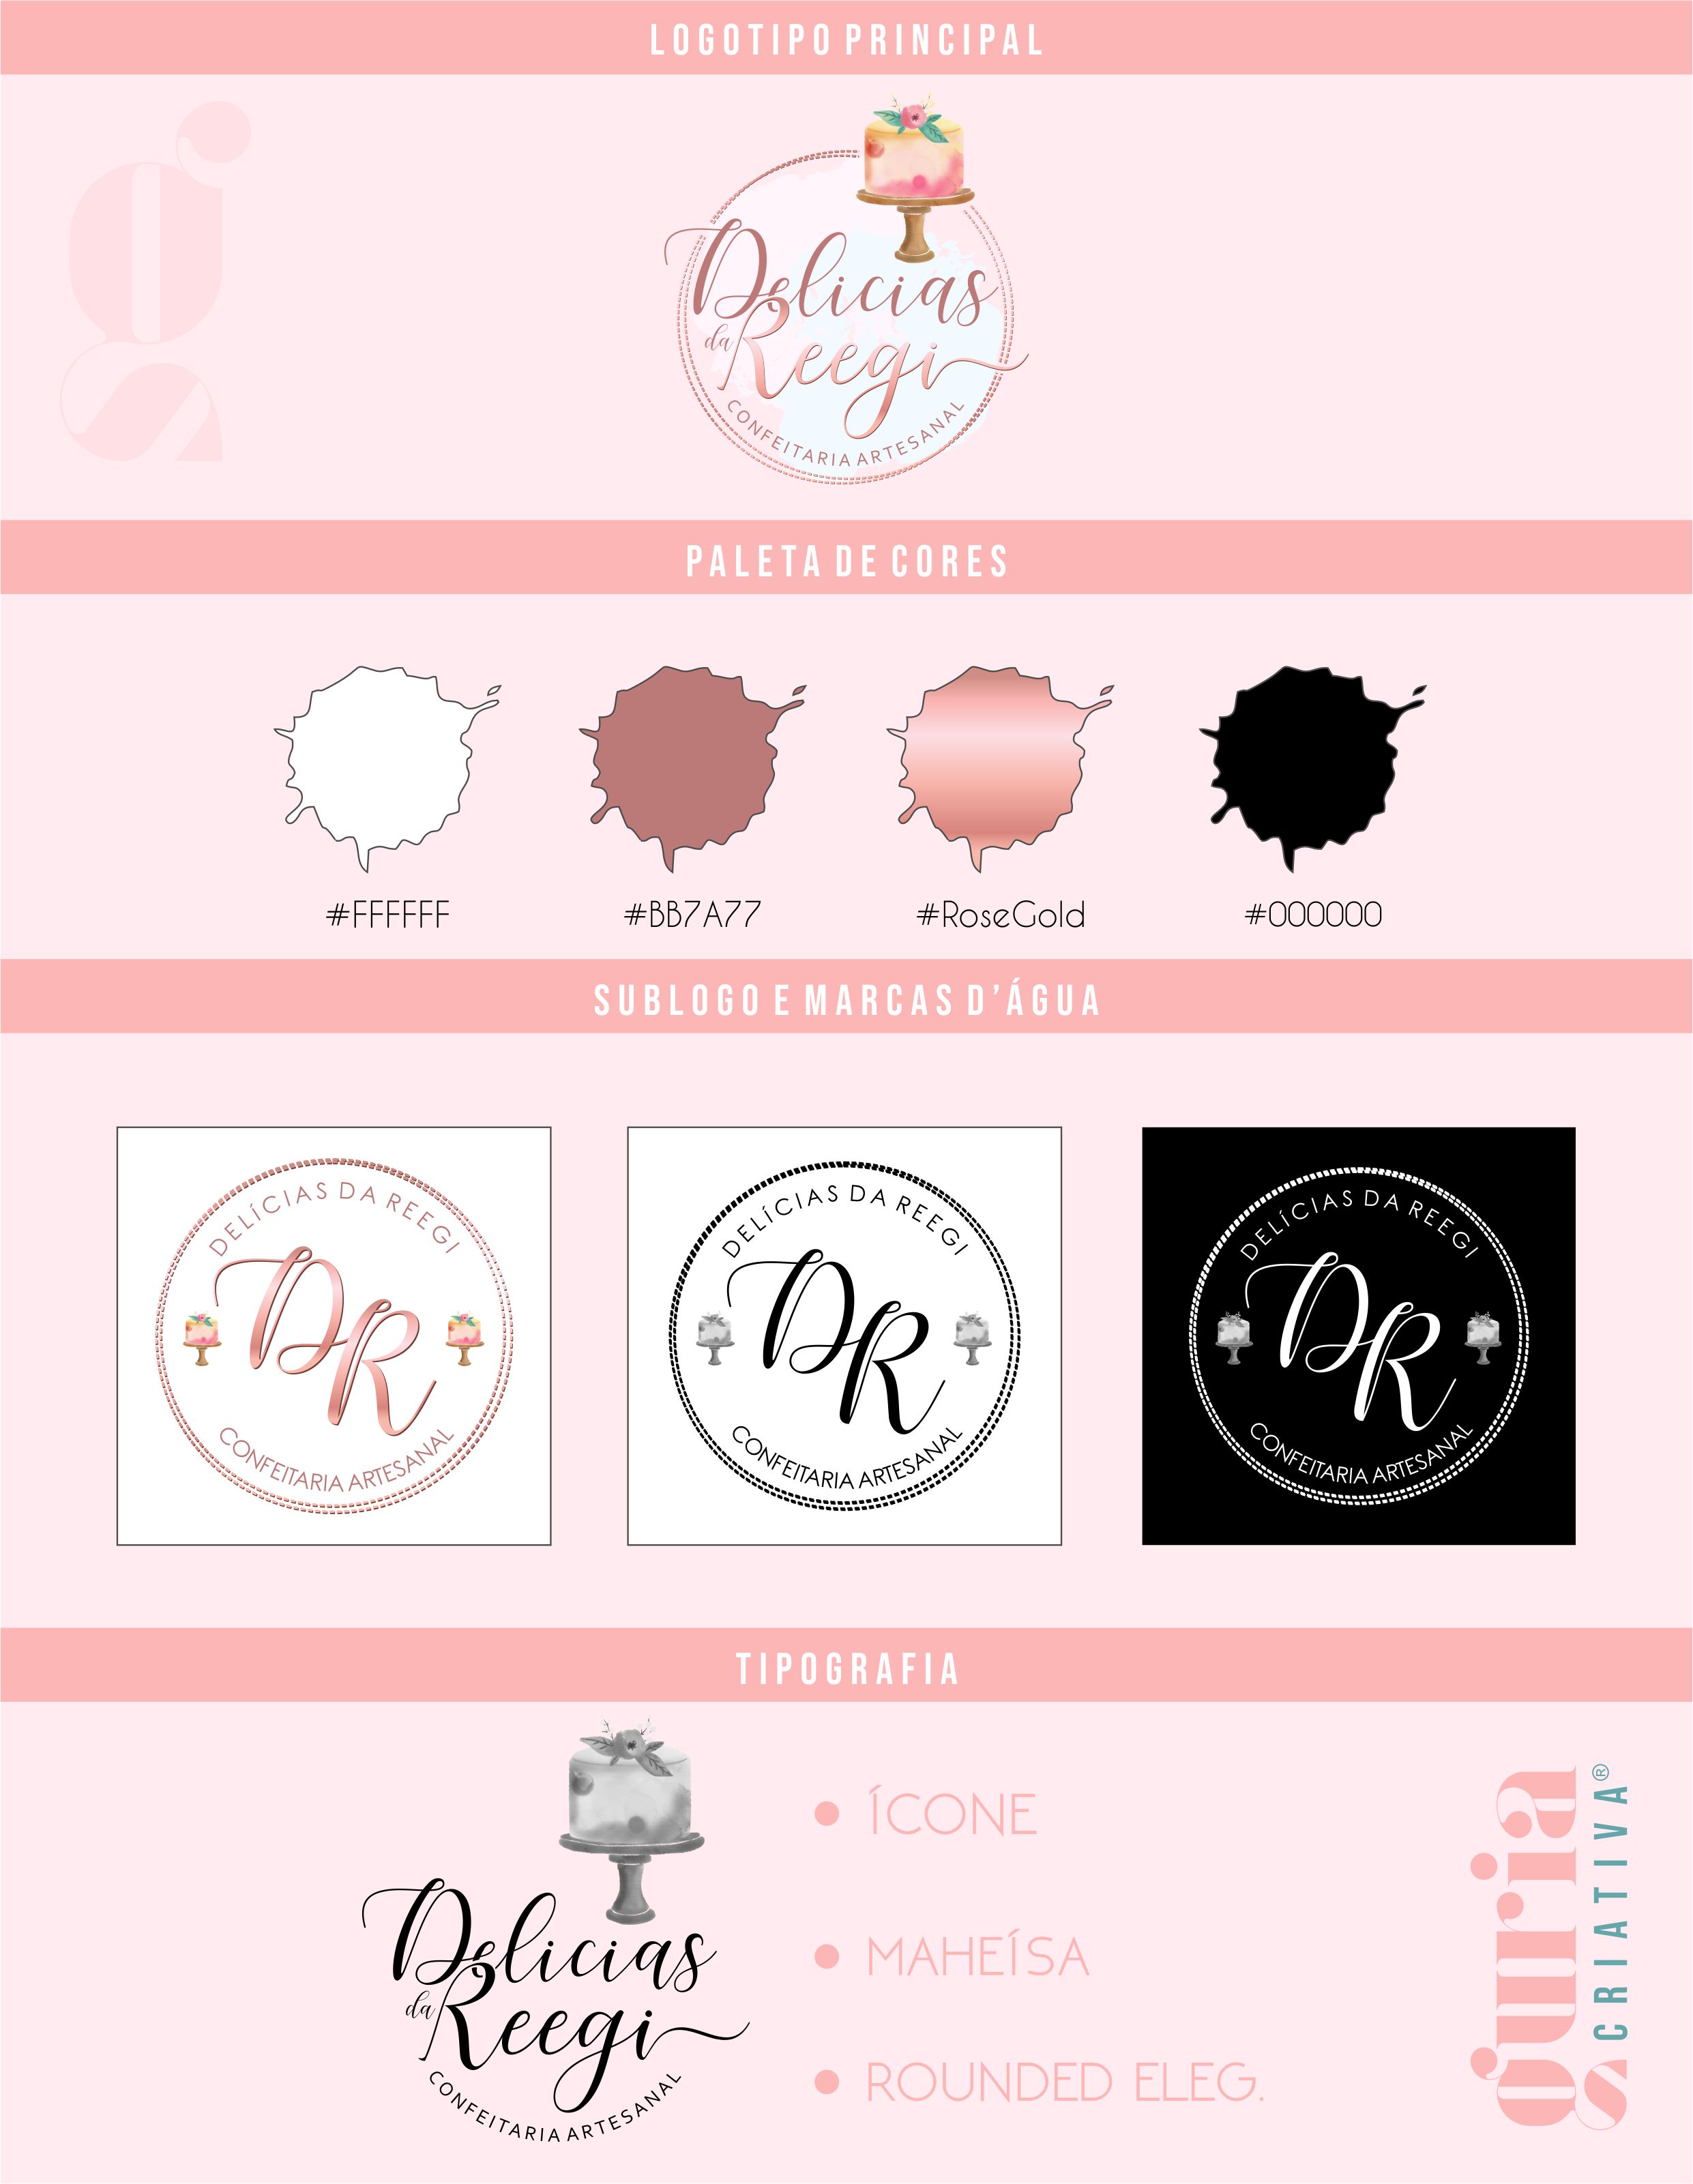 LOGOTIPO PRINCIPAL
g
Delicias
da Reegi
CONFEITARIA ARTESANAL
PALETA DE CORES
#FFFFFF
#BB7A77
#RoseGold
#000000
SUBLOGO E MARCAS D'ÁGUA
DELÍCIAS DA REEGI
DR
CONFEITARIA ARTESANAL
DELÍCIAS DA REEGI
DR
CONFEITARIA ARTESANAL
DELÍCIAS DA REEGI
DR
CONFEITARIA ARTESANAL
TIPOGRAFIA
Delicias
da Reegi
CONFEITARIA ARTESANAL
• ÍCONE
• MAHEÍSA
• ROUNDED ELEG.
guria
CRIATIVA®